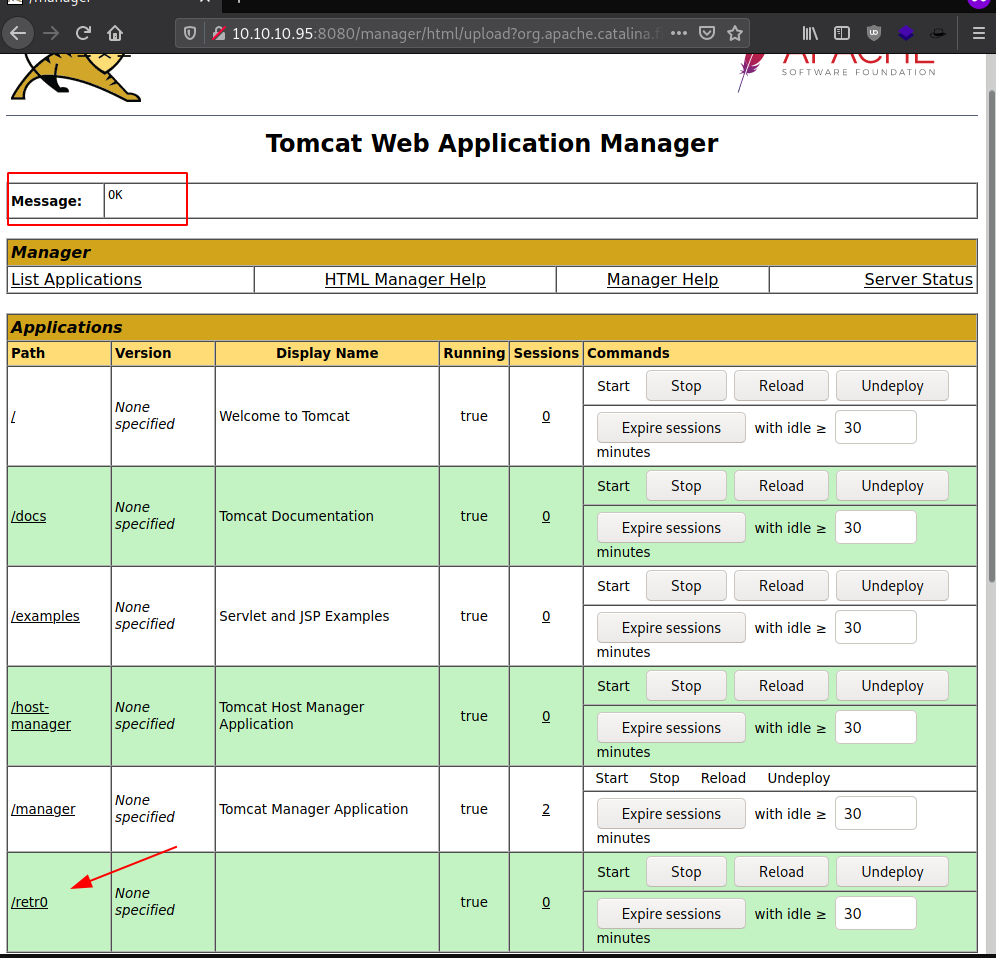 /manager
10.10.10.95:8080/manager/html/upload?org.apache.catalina.f
APACHE
SOFTWARE FOUNDATION
Tomcat Web Application Manager
Message: OK
Manager
List Applications HTML Manager Help Manager Help Server Status
Applications
Path Version Display Name Running Sessions Commands
/ None specified Welcome to Tomcat true 0 Start Stop Reload Undeploy
Expire sessions with idle ≥ 30
minutes
/docs None specified Tomcat Documentation true 0 Start Stop Reload Undeploy
Expire sessions with idle ≥ 30
minutes
/examples None specified Servlet and JSP Examples true 0 Start Stop Reload Undeploy
Expire sessions with idle ≥ 30
minutes
/host-manager None specified Tomcat Host Manager Application true 0 Start Stop Reload Undeploy
Expire sessions with idle ≥ 30
minutes
/manager None specified Tomcat Manager Application true 2 Start Stop Reload Undeploy
Expire sessions with idle ≥ 30
minutes
/retr0 None specified true 0 Start Stop Reload Undeploy
Expire sessions with idle ≥ 30
minutes